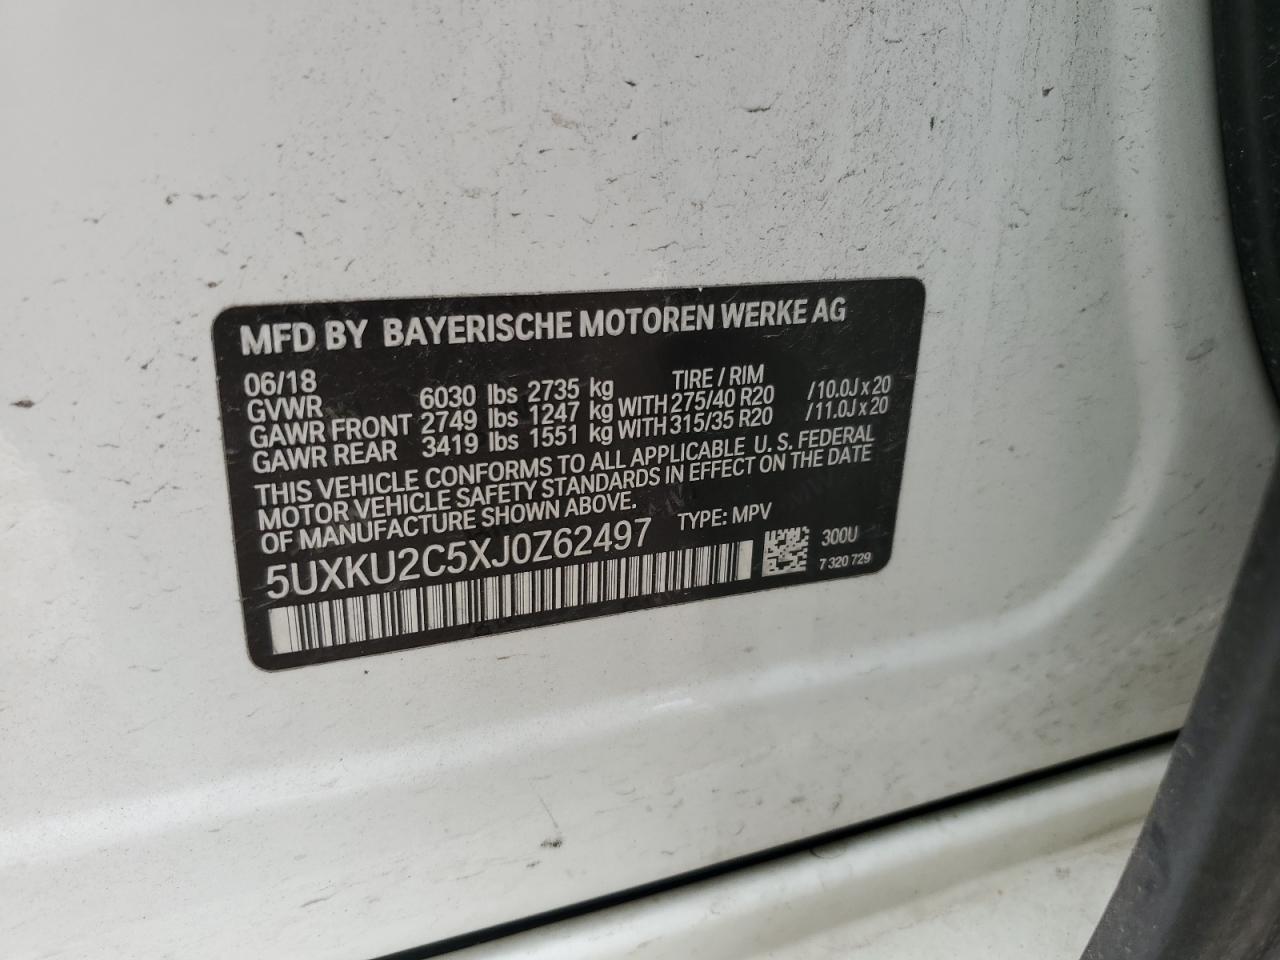 MFD BY BAYERISCHE MOTOREN WERKE AG
06/18 TIRE / RIM
GVWR 6030 lbs 2735 kg
GAWR FRONT 2749 lbs 1247 kg WITH 275/40 R20 /10.0J x 20
GAWR REAR 3419 lbs 1551 kg WITH 315/35 R20 /11.0J x 20
THIS VEHICLE CONFORMS TO ALL APPLICABLE U. S. FEDERAL
MOTOR VEHICLE SAFETY STANDARDS IN EFFECT ON THE DATE
OF MANUFACTURE SHOWN ABOVE.
5UXKU2C5XJ0Z62497 TYPE: MPV
300U
7 320 729